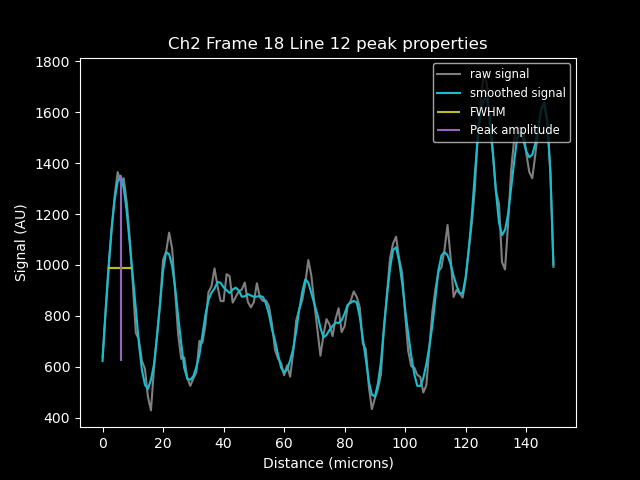 Ch2 Frame 18 Line 12 peak properties
raw signal
smoothed signal
FWHM
Peak amplitude
Signal (AU)
1800
1600
1400
1200
1000
800
600
400
0 20 40 60 80 100 120 140
Distance (microns)